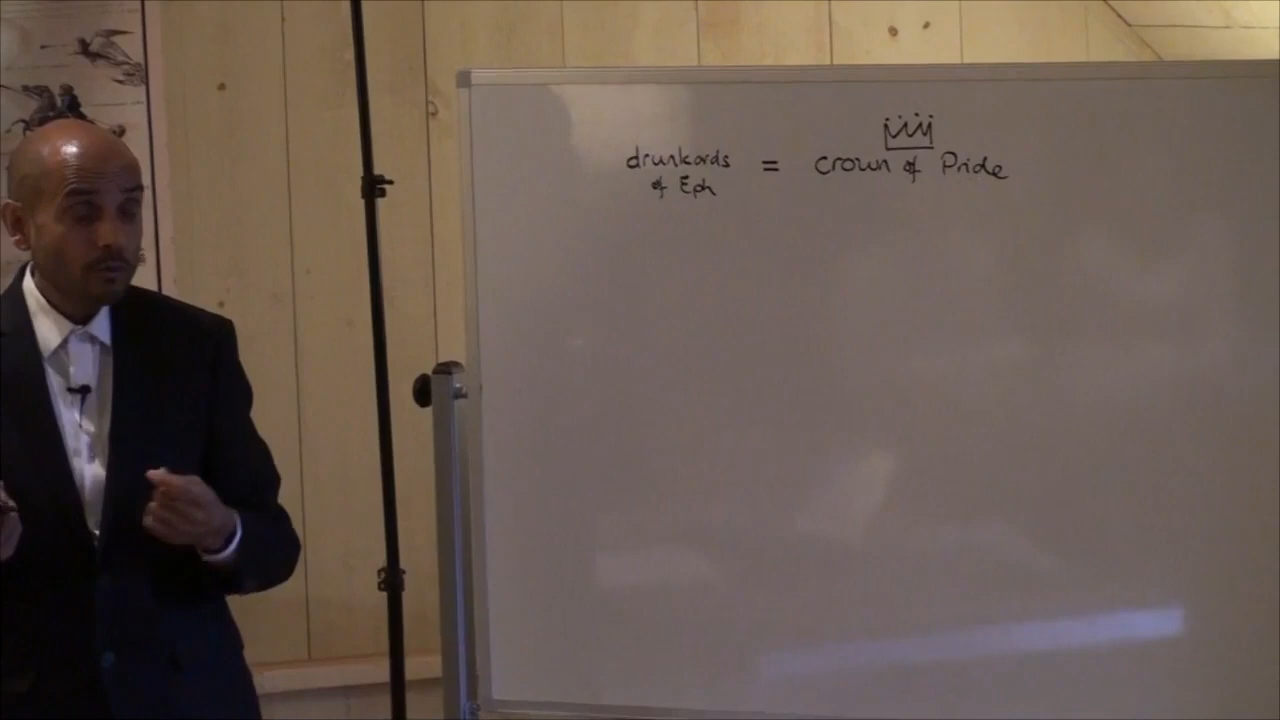 drunkards = crown of Pride
of Eph